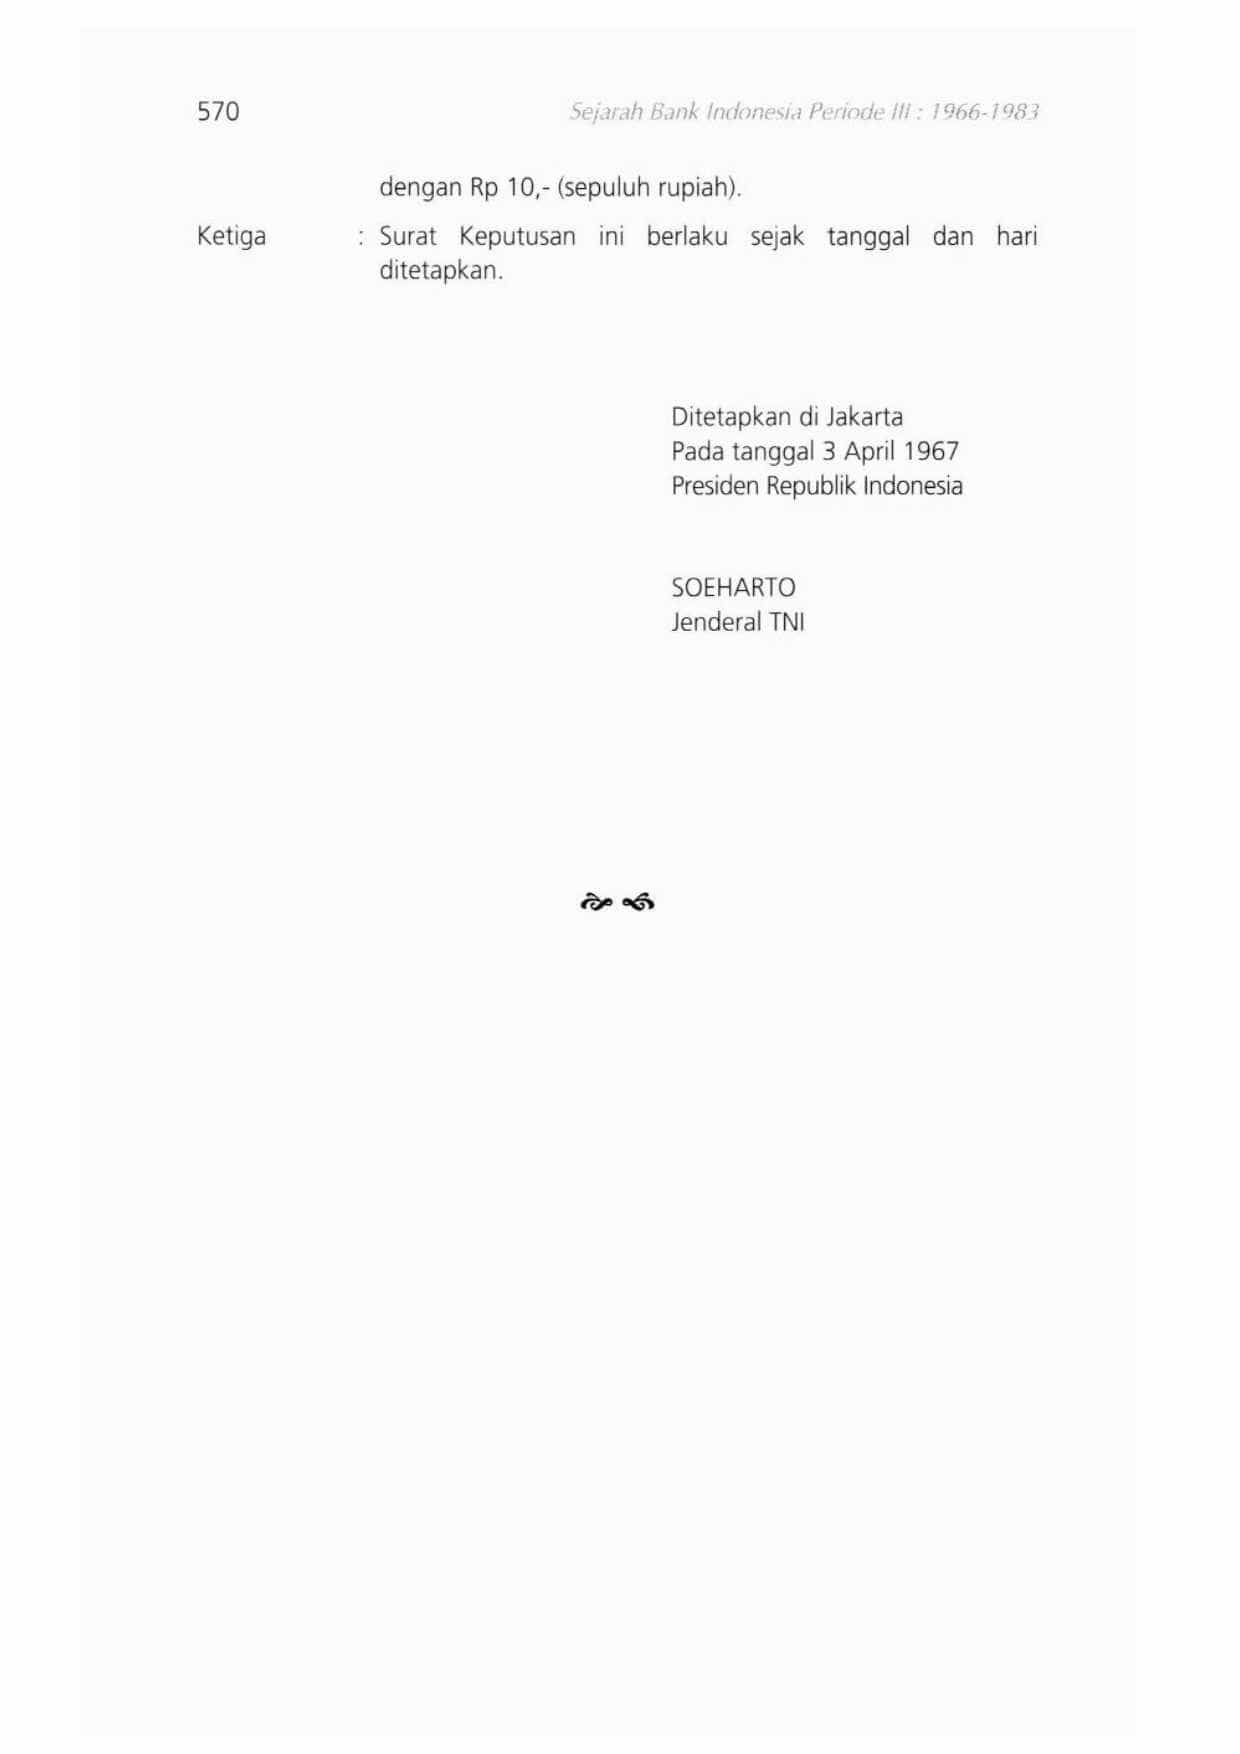 570 Sejarah Bank Indonesia Periode III : 1966-1983
dengan Rp 10,- (sepuluh rupiah).
Ketiga : Surat Keputusan ini berlaku sejak tanggal dan hari
ditetapkan.
Ditetapkan di Jakarta
Pada tanggal 3 April 1967
Presiden Republik Indonesia
SOEHARTO
Jenderal TNI